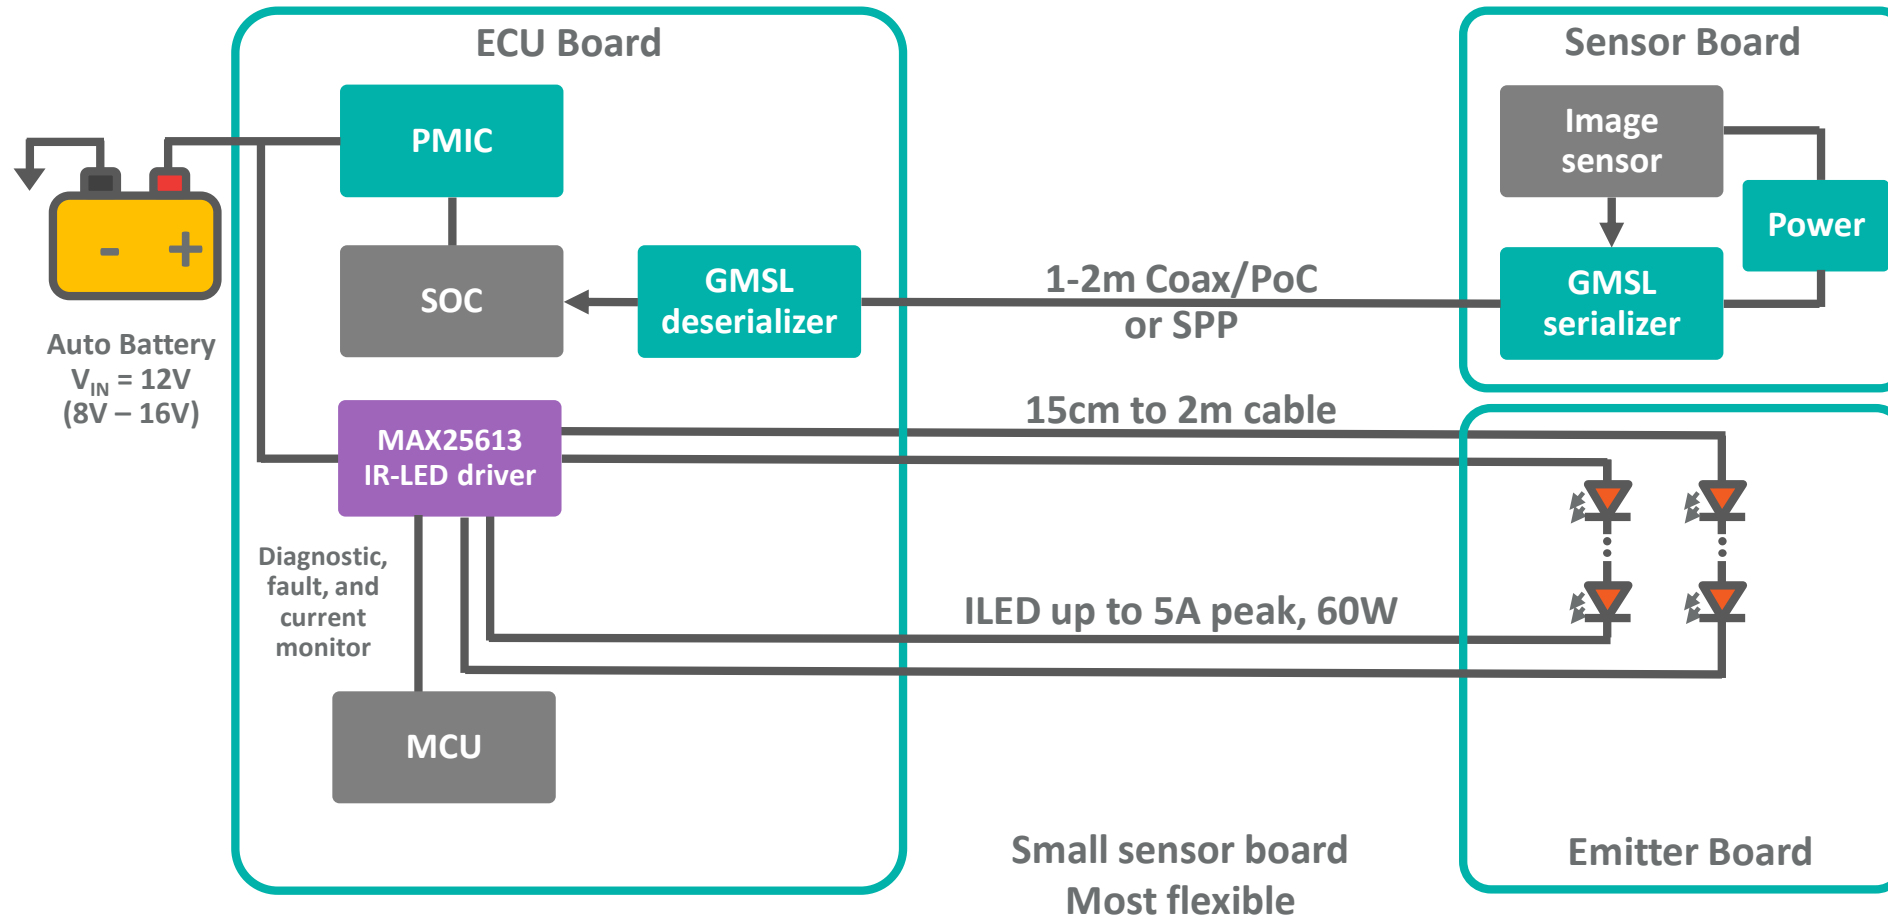 ECU Board
Sensor Board
PMIC
Image
sensor
Power
- +
SOC
GMSL
deserializer
1-2m Coax/PoC
or SPP
GMSL
serializer
Auto Battery
VIN = 12V
(8V – 16V)
15cm to 2m cable
MAX25613
IR-LED driver
Diagnostic,
fault, and
current
monitor
ILED up to 5A peak, 60W
MCU
Small sensor board
Most flexible
Emitter Board